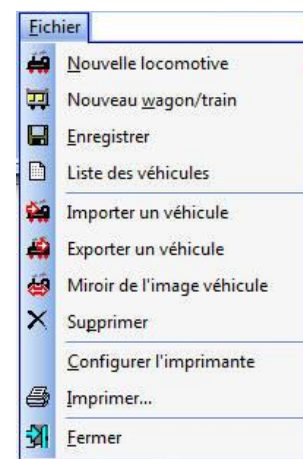 Fichier
Nouvelle locomotive
Nouveau wagon/train
Enregistrer
Liste des véhicules
Importer un véhicule
Exporter un véhicule
Miroir de l'image véhicule
Supprimer
Configurer l'imprimante
Imprimer...
Fermer